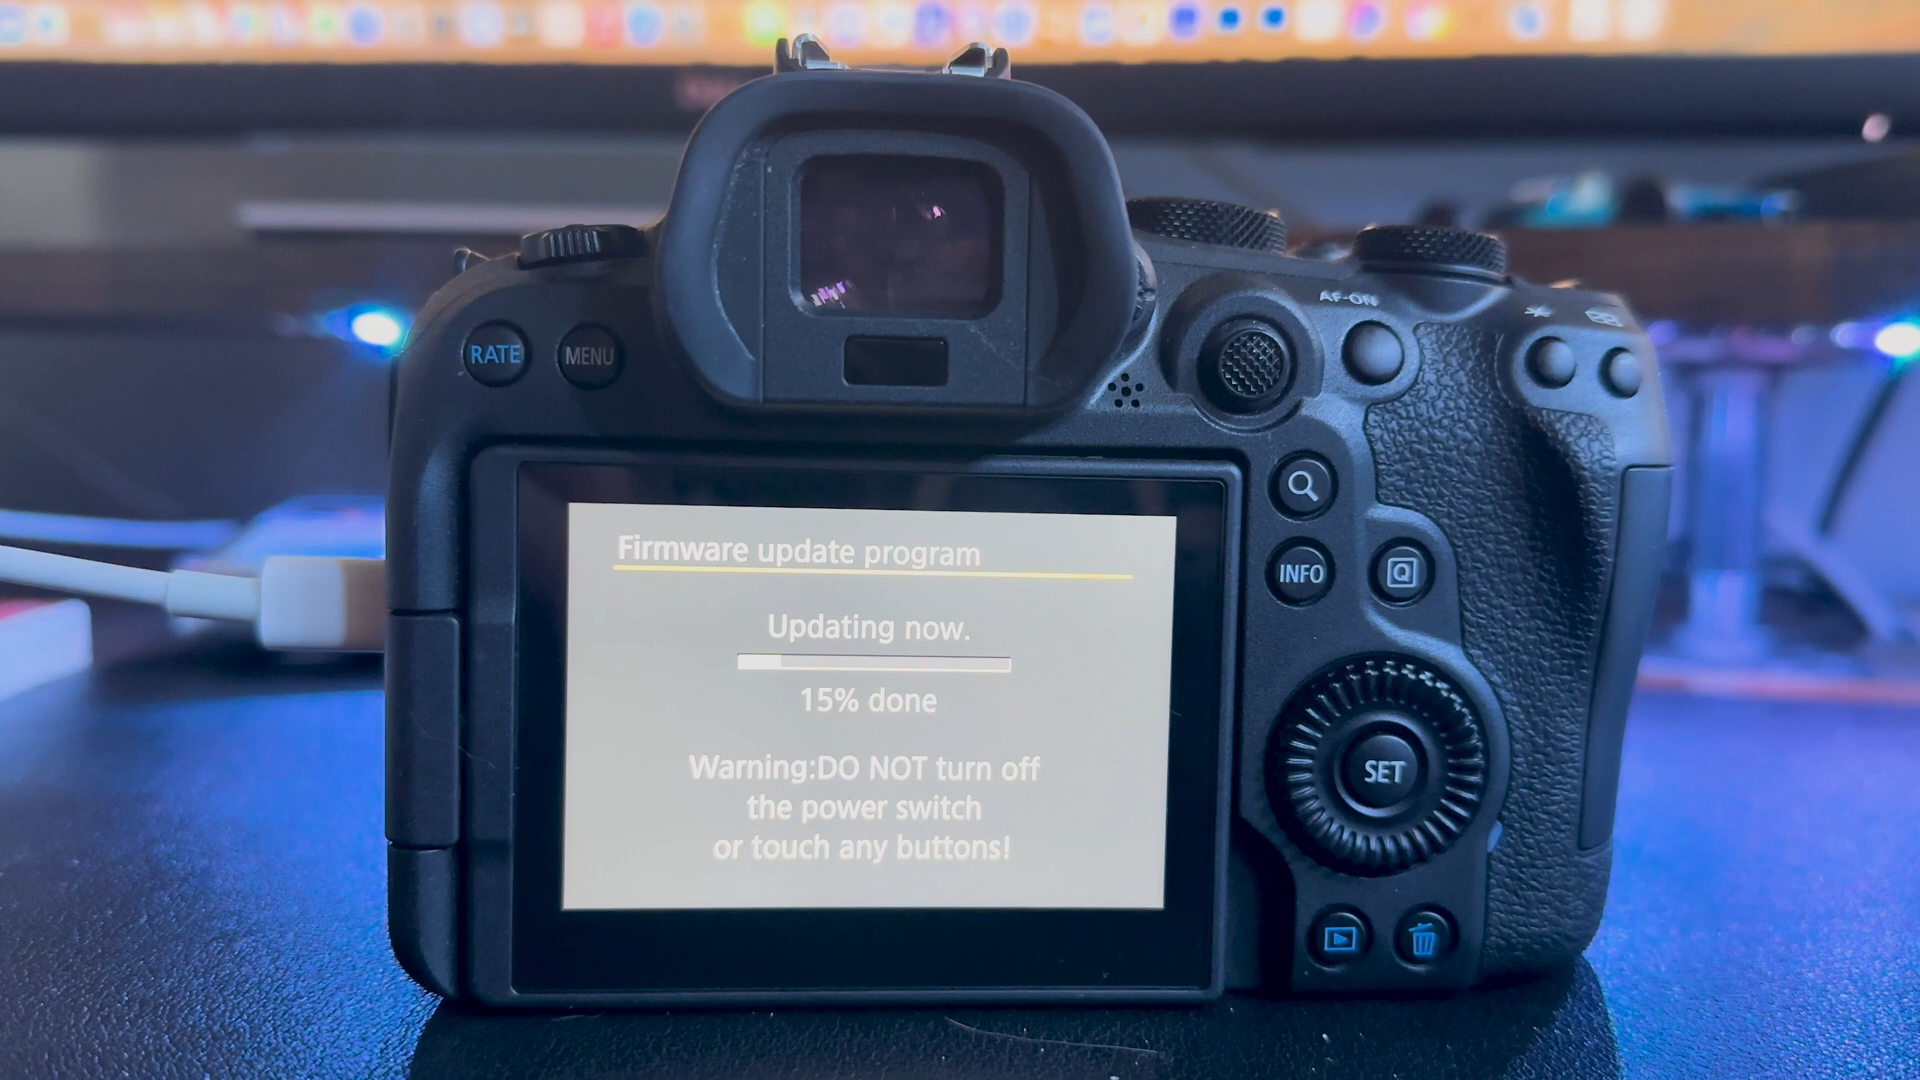 RATE
MENU
AF-ON
Firmware update program
Updating now.
15% done
Warning:DO NOT turn off
the power switch
or touch any buttons!
INFO
Q
SET